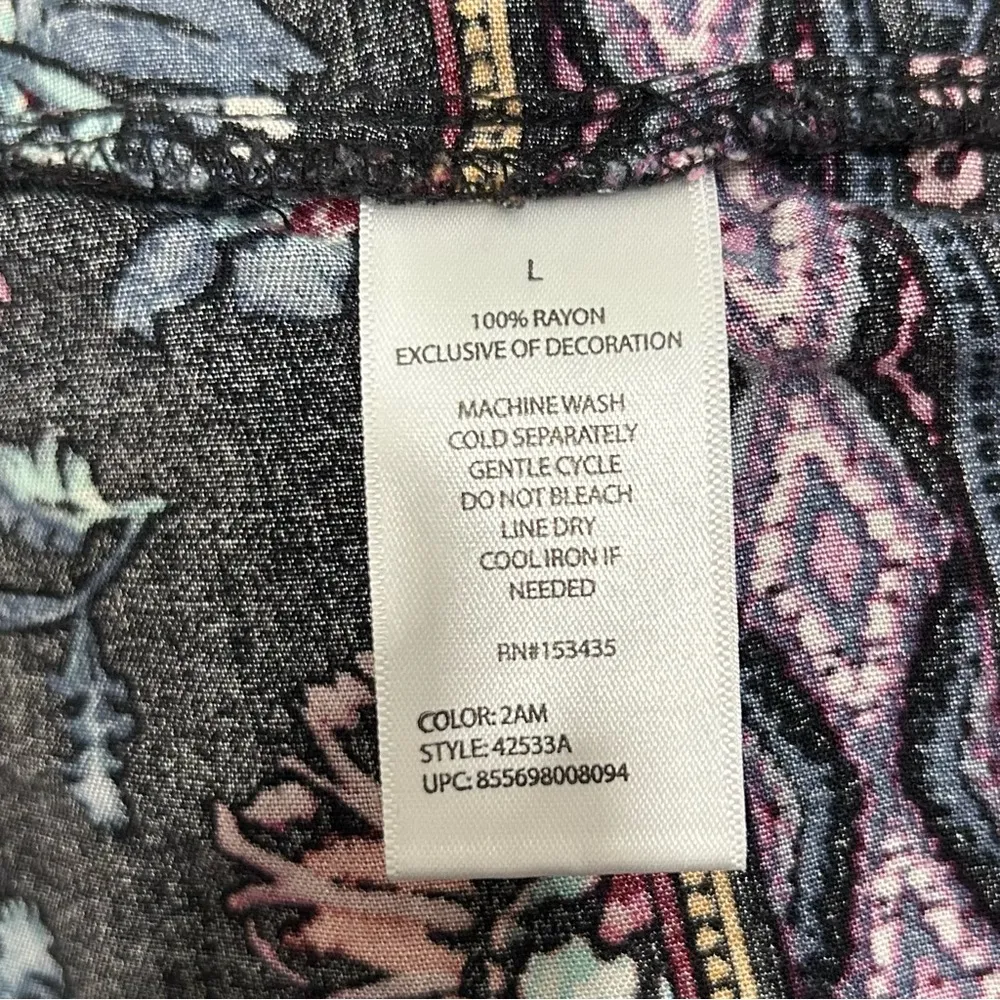 L
100% RAYON
EXCLUSIVE OF DECORATION
MACHINE WASH
COLD SEPARATELY
GENTLE CYCLE
DO NOT BLEACH
LINE DRY
COOL IRON IF
NEEDED
RN#153435
COLOR: 2AM
STYLE: 42533A
UPC: 855698008094